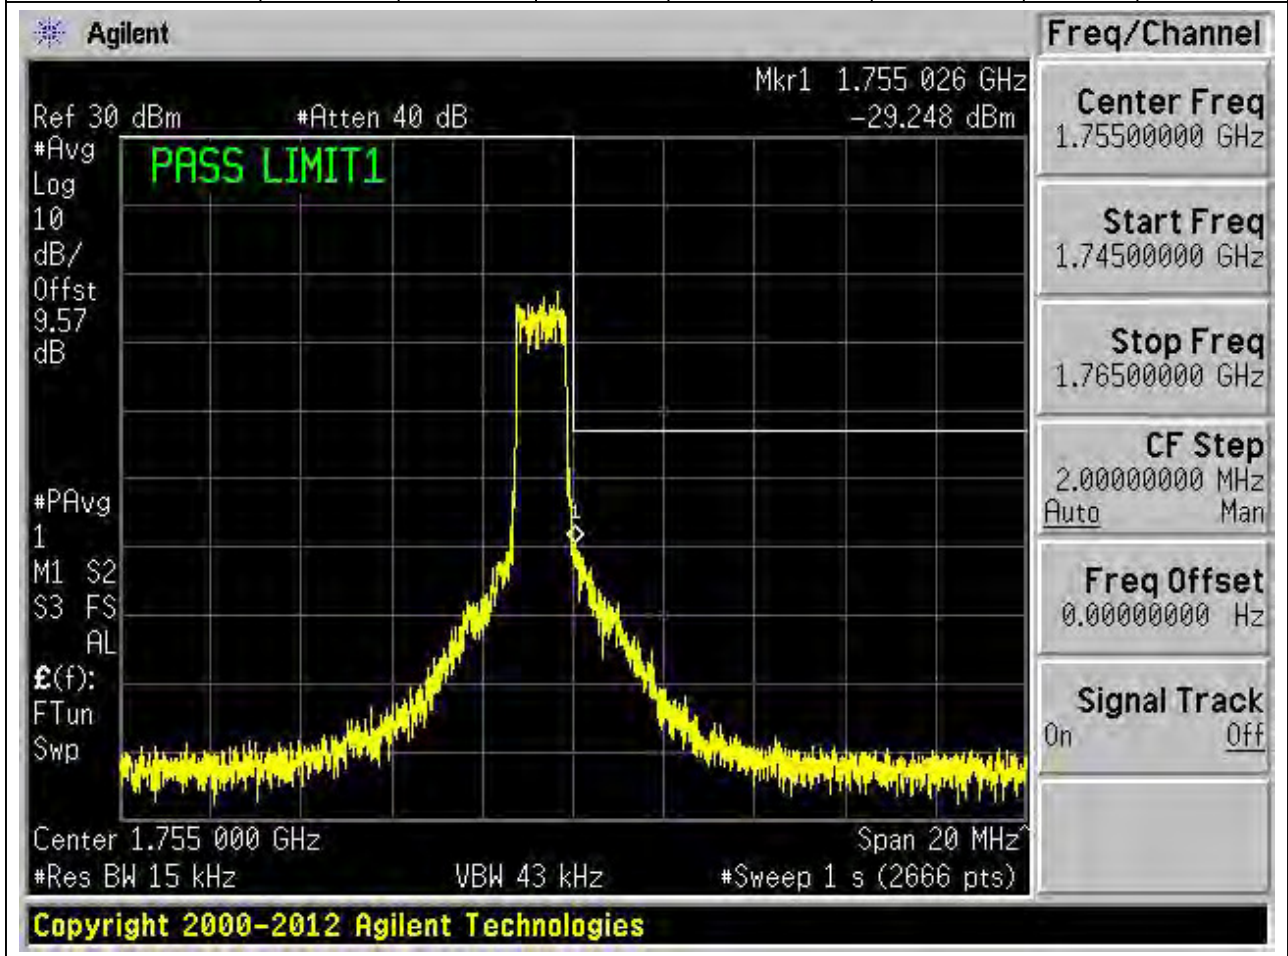 Agilent
Freq/Channel
Mkr1 1.755 026 GHz
Ref 30 dBm #Atten 40 dB -29.248 dBm
#Avg
Log
10
dB/
Offst
9.57
dB
PASS LIMIT1
#PAvg
1
M1 S2
S3 FS
AL
£(f):
FTun
Swp
1
Center 1.755 000 GHz Span 20 MHz^
#Res BW 15 kHz VBW 43 kHz #Sweep 1 s (2666 pts)
Copyright 2000-2012 Agilent Technologies
Center Freq
1.75500000 GHz
Start Freq
1.74500000 GHz
Stop Freq
1.76500000 GHz
CF Step
2.00000000 MHz
Auto Man
Freq Offset
0.00000000 Hz
Signal Track
On Off